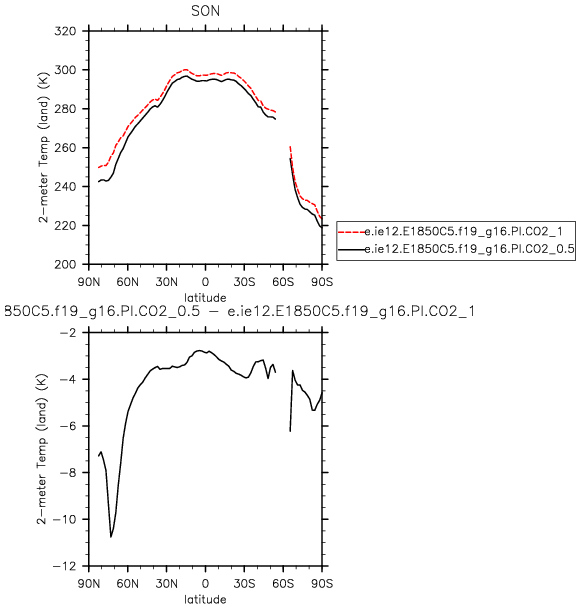 SON
320
300
280
260
240
220
200
2-meter Temp (land) (K)
90N 60N 30N 0 30S 60S 90S
latitude
e.ie12.E1850C5.f19_g16.PI.CO2_1
e.ie12.E1850C5.f19_g16.PI.CO2_0.5
850C5.f19_g16.PI.CO2_0.5 − e.ie12.E1850C5.f19_g16.PI.CO2_1
−2
−4
−6
−8
−10
−12
2-meter Temp (land) (K)
90N 60N 30N 0 30S 60S 90S
latitude